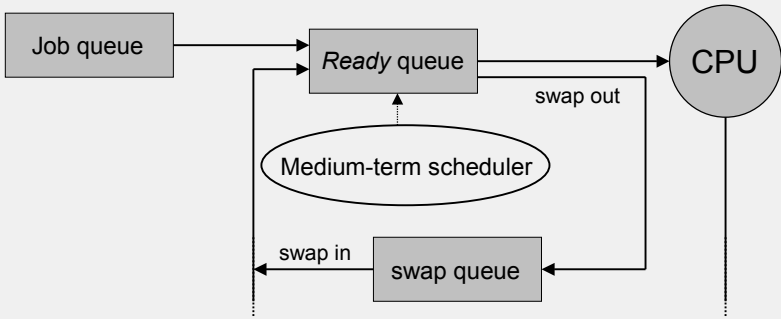 Job queue
Ready queue
CPU
swap out
Medium-term scheduler
swap in
swap queue